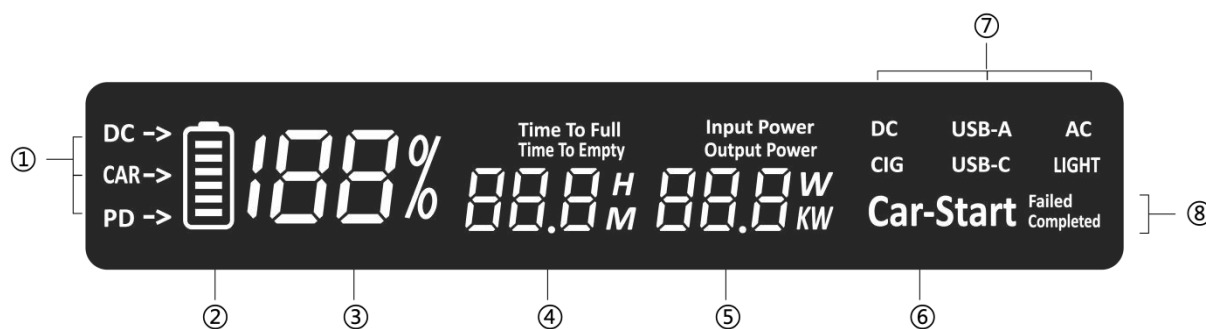 ⑦
DC -> 188% Time To Full Input Power DC USB-A AC
① CAR-> Time To Empty Output Power CIG USB-C LIGHT
PD -> 88.8 H M 88.8 W KW Car-Start Failed Completed ⑧
② ③ ④ ⑤ ⑥